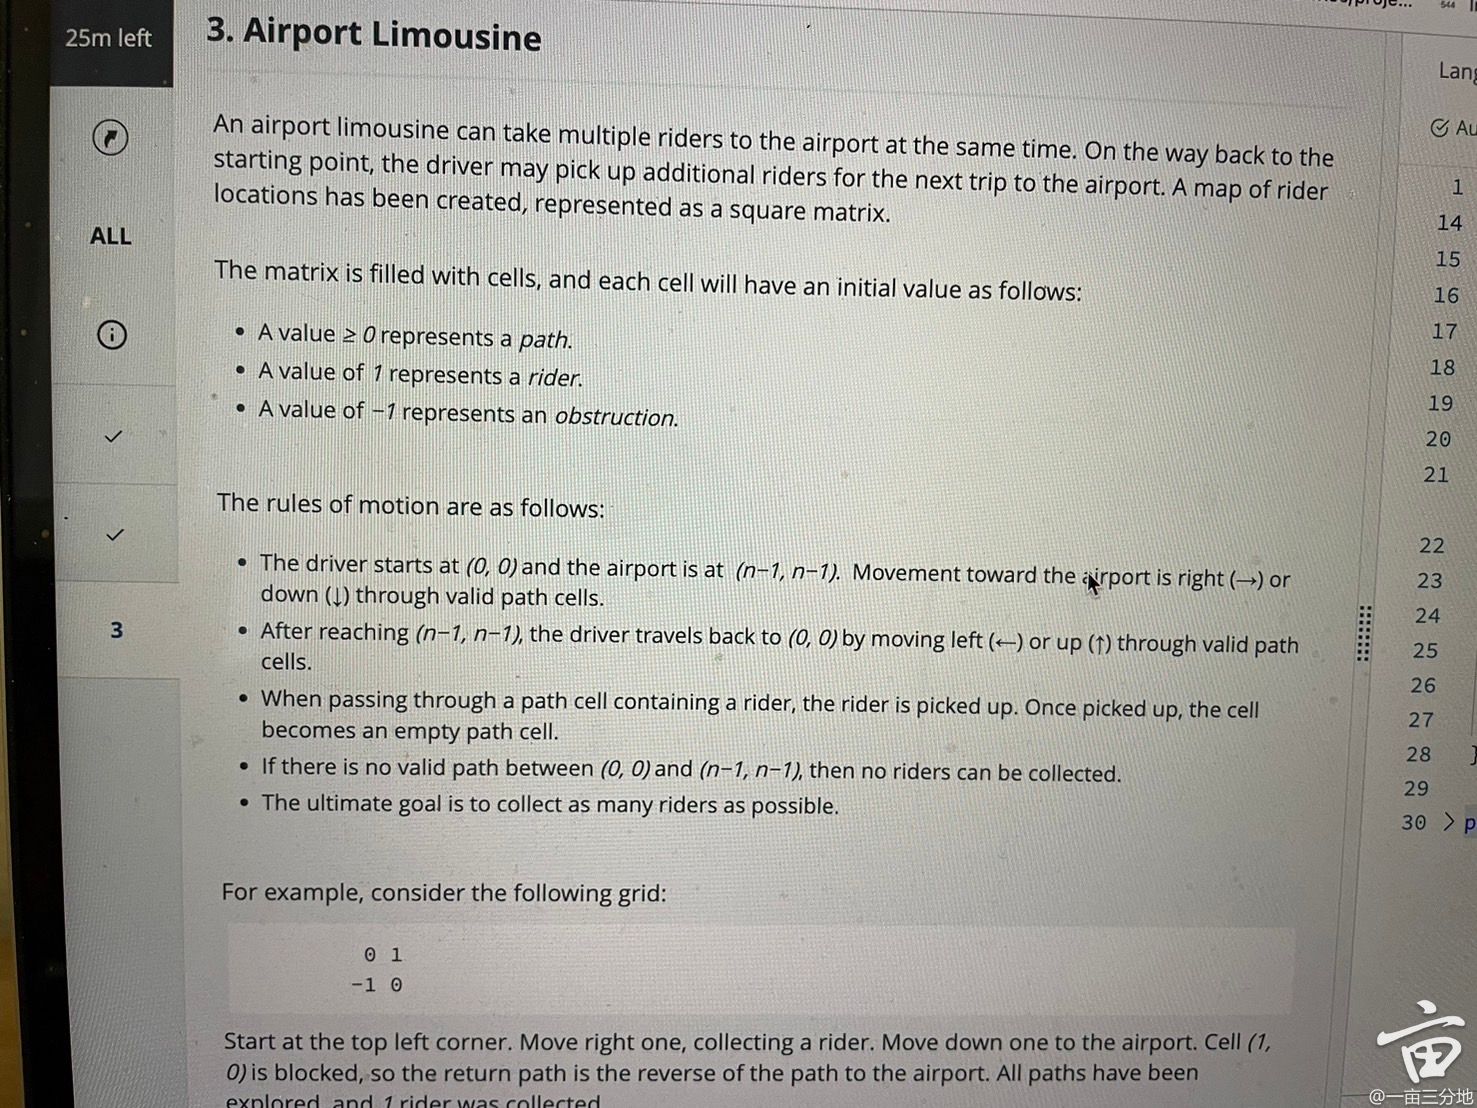 25m left
3. Airport Limousine
Lang
Au
An airport limousine can take multiple riders to the airport at the same time. On the way back to the
starting point, the driver may pick up additional riders for the next trip to the airport. A map of rider
locations has been created, represented as a square matrix.
ALL
The matrix is filled with cells, and each cell will have an initial value as follows:
• A value ≥ 0 represents a path.
• A value of 1 represents a rider.
• A value of −1 represents an obstruction.
The rules of motion are as follows:
• The driver starts at (0, 0) and the airport is at (n−1, n−1). Movement toward the airport is right (→) or
down (↓) through valid path cells.
3
• After reaching (n−1, n−1), the driver travels back to (0, 0) by moving left (←) or up (↑) through valid path
cells.
• When passing through a path cell containing a rider, the rider is picked up. Once picked up, the cell
becomes an empty path cell.
• If there is no valid path between (0, 0) and (n−1, n−1), then no riders can be collected.
• The ultimate goal is to collect as many riders as possible.
For example, consider the following grid:
0 1
-1 0
Start at the top left corner. Move right one, collecting a rider. Move down one to the airport. Cell (1,
0) is blocked, so the return path is the reverse of the path to the airport. All paths have been
explored, and 1 rider was collected
1
14
15
16
17
18
19
20
21
22
23
24
25
26
27
28 }
29
30 > p
亩
@一亩三分地